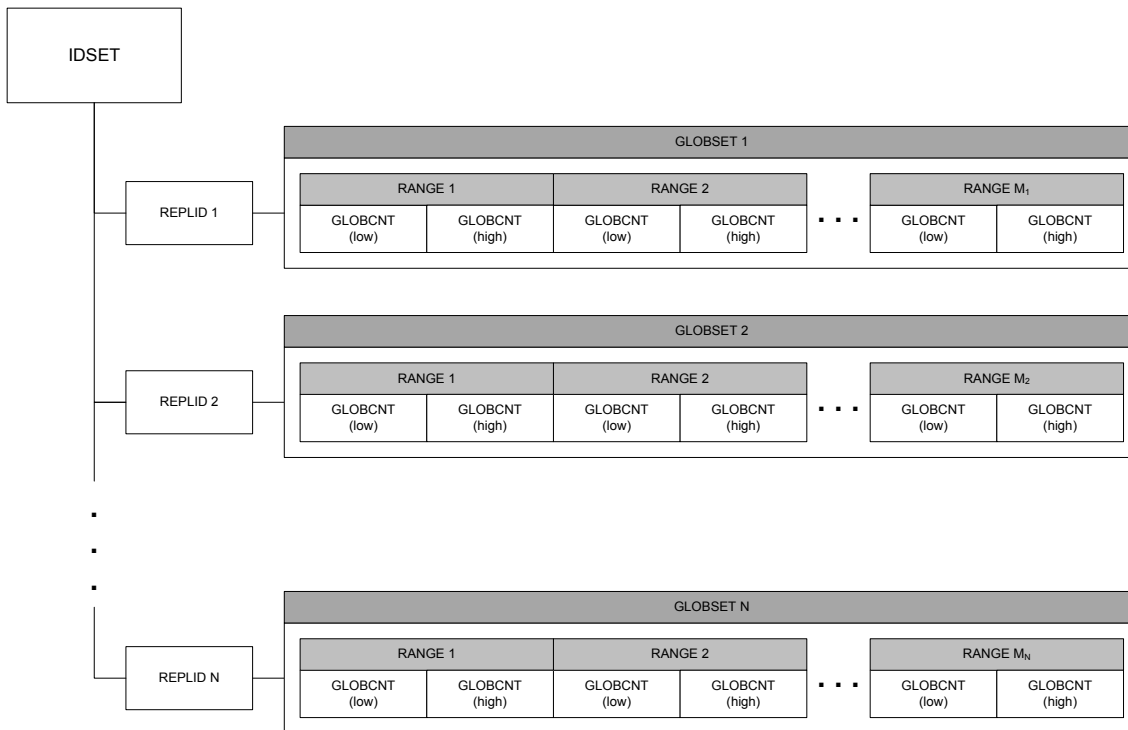 IDSET
GLOBSET 1
REPLID 1
RANGE 1 RANGE 2 . . . RANGE M₁
GLOBCNT (low) GLOBCNT (high) GLOBCNT (low) GLOBCNT (high) GLOBCNT (low) GLOBCNT (high)
GLOBSET 2
REPLID 2
RANGE 1 RANGE 2 . . . RANGE M₂
GLOBCNT (low) GLOBCNT (high) GLOBCNT (low) GLOBCNT (high) GLOBCNT (low) GLOBCNT (high)
.
.
.
GLOBSET N
REPLID N
RANGE 1 RANGE 2 . . . RANGE Mₙ
GLOBCNT (low) GLOBCNT (high) GLOBCNT (low) GLOBCNT (high) GLOBCNT (low) GLOBCNT (high)